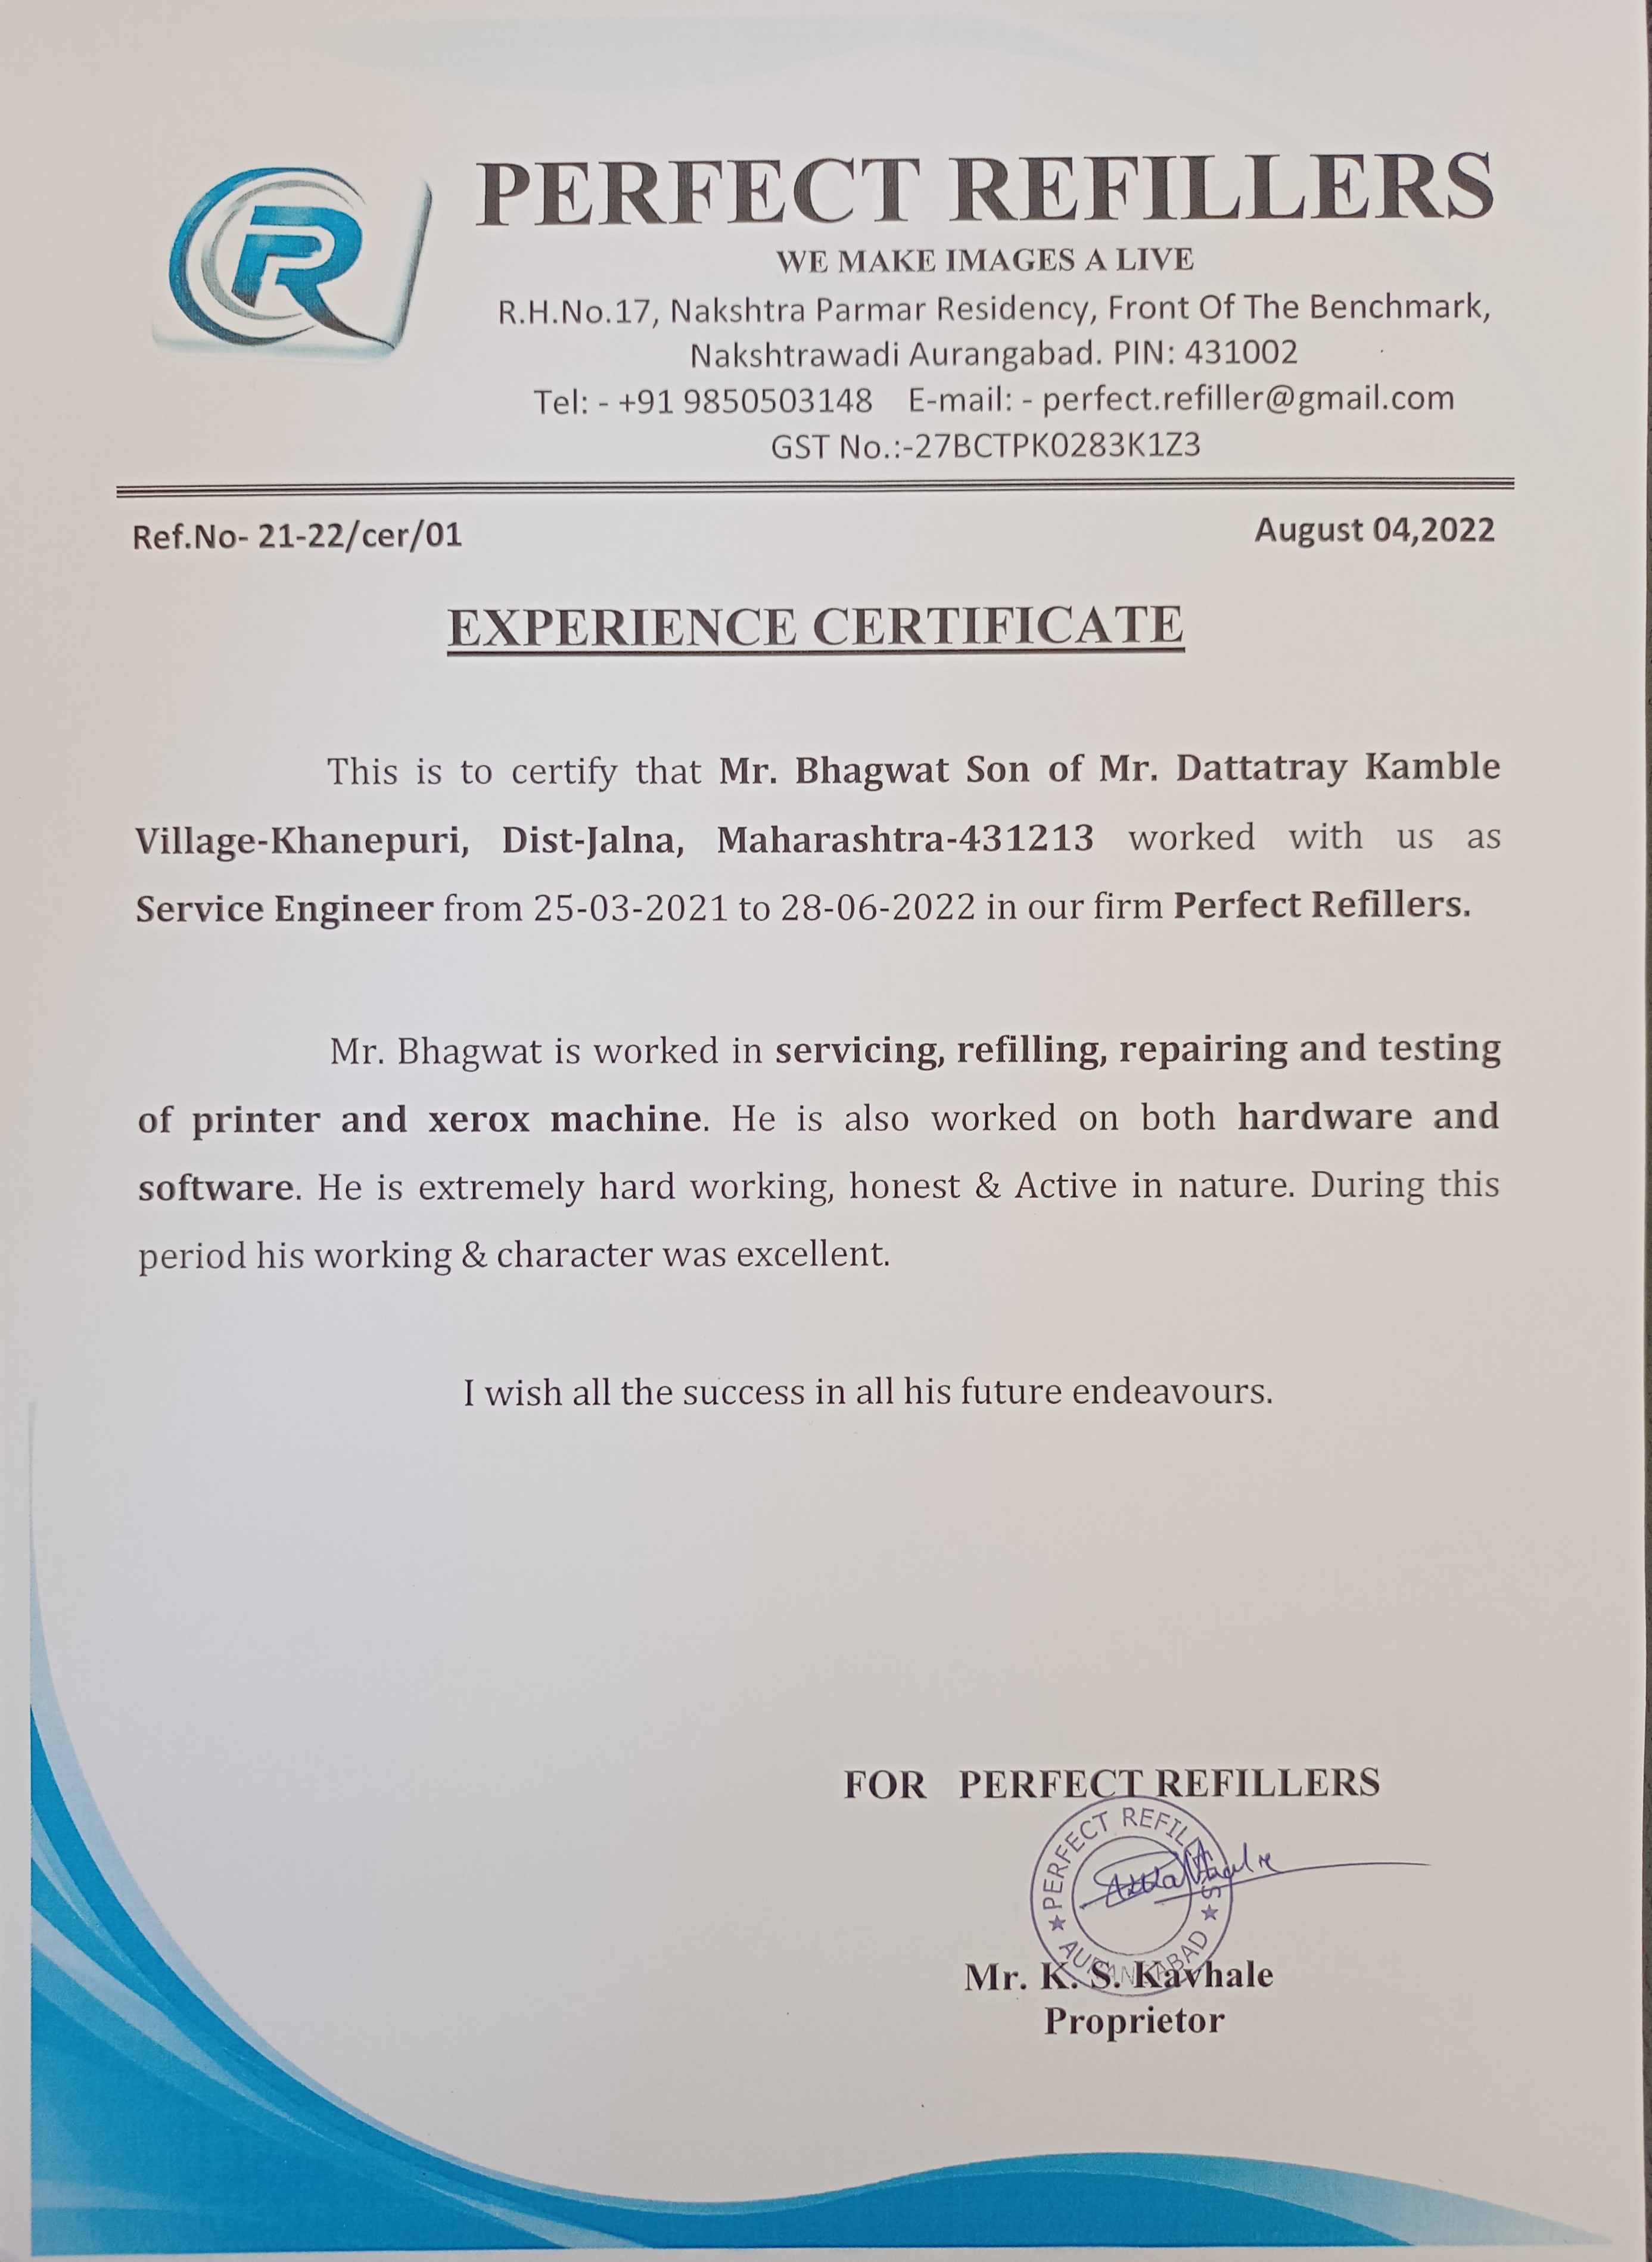 PERFECT REFILLERS
WE MAKE IMAGES A LIVE
R.H.No.17, Nakshtra Parmar Residency, Front Of The Benchmark,
Nakshtrawadi Aurangabad. PIN: 431002
Tel: - +91 9850503148 E-mail: - perfect.refiller@gmail.com
GST No.:-27BCTPK0283K1Z3
Ref.No- 21-22/cer/01 August 04,2022
EXPERIENCE CERTIFICATE
This is to certify that Mr. Bhagwat Son of Mr. Dattatray Kamble
Village-Khanepuri, Dist-Jalna, Maharashtra-431213 worked with us as
Service Engineer from 25-03-2021 to 28-06-2022 in our firm Perfect Refillers.
Mr. Bhagwat is worked in servicing, refilling, repairing and testing
of printer and xerox machine. He is also worked on both hardware and
software. He is extremely hard working, honest & Active in nature. During this
period his working & character was excellent.
I wish all the success in all his future endeavours.
FOR PERFECT REFILLERS
★ PERFECT REFILLERS ★
AURANGABAD
Mr. K. S. Kavhale
Proprietor